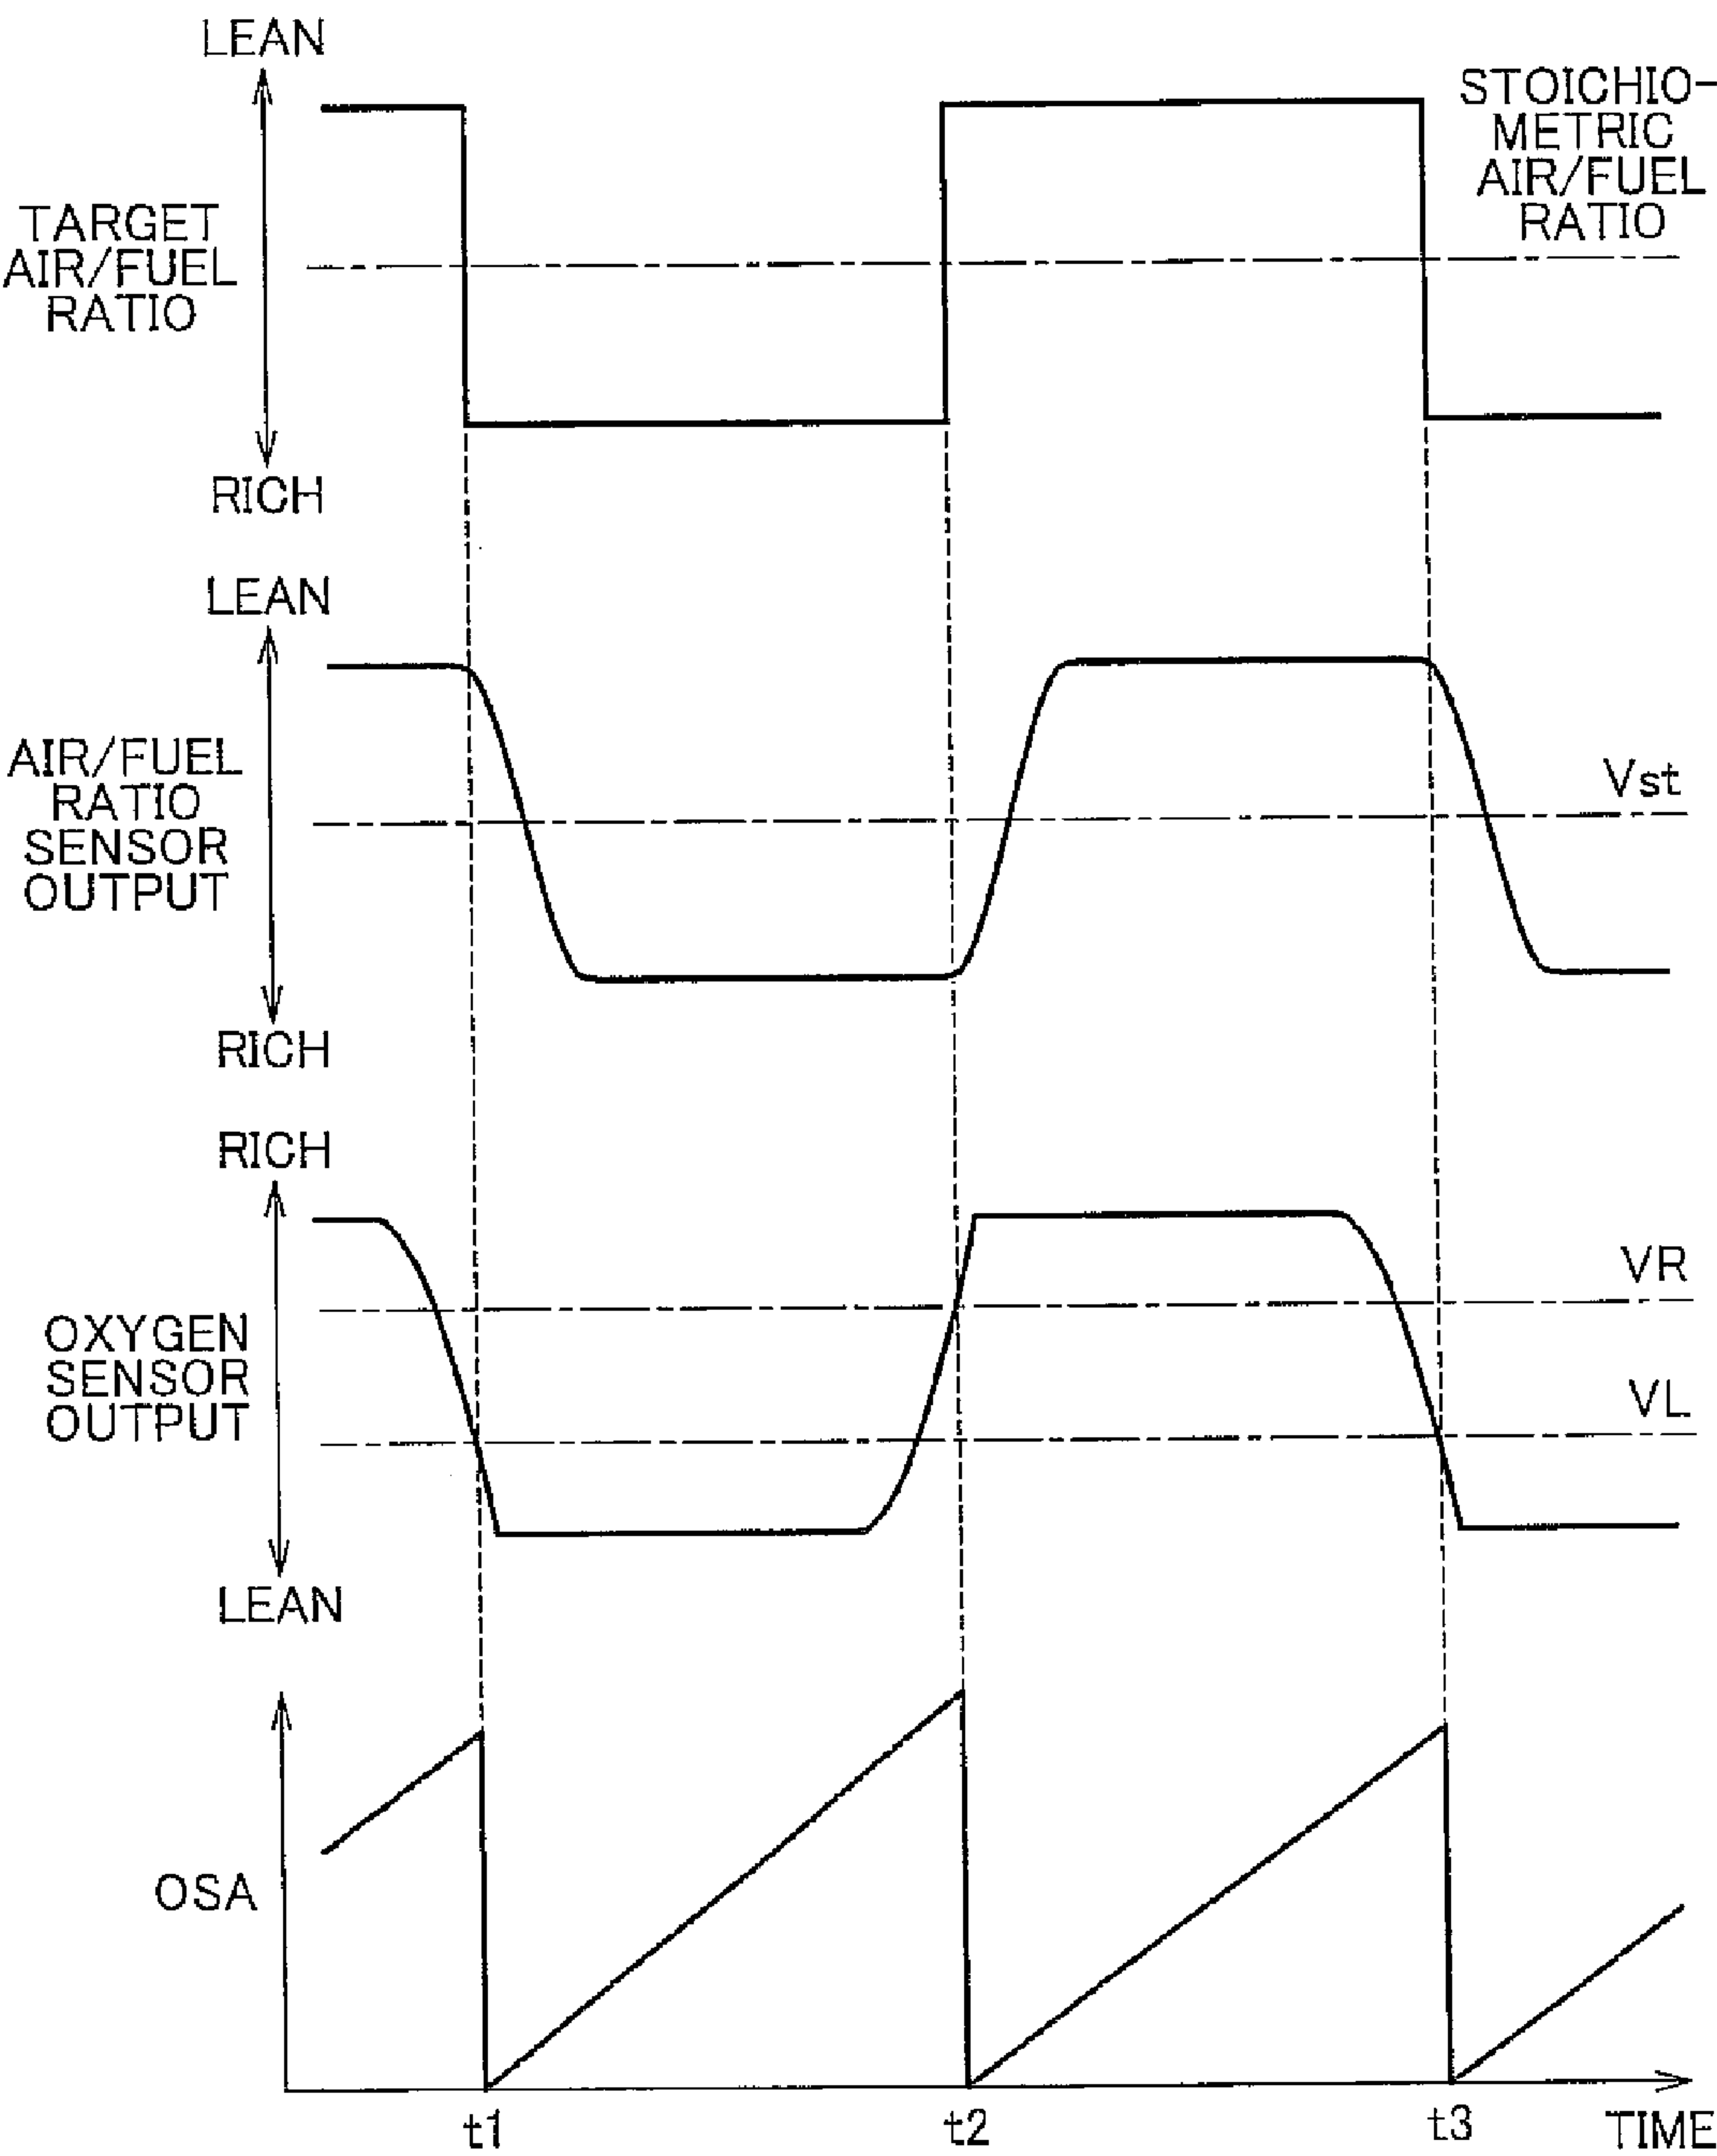 LEAN
STOICHIO-
METRIC
AIR/FUEL
RATIO
TARGET
AIR/FUEL
RATIO
RICH
LEAN
AIR/FUEL
RATIO
SENSOR
OUTPUT
Vst
RICH
RICH
OXYGEN
SENSOR
OUTPUT
VR
VL
LEAN
OSA
t1
t2
t3
TIME